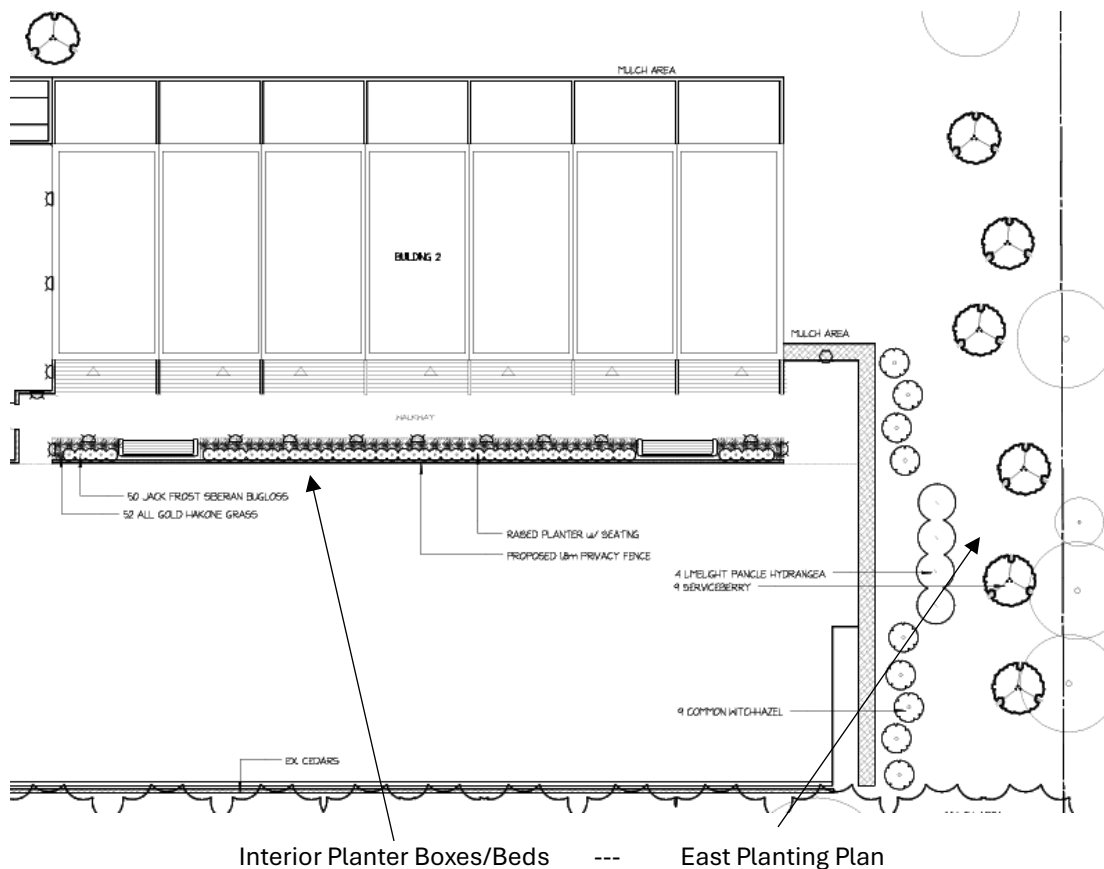 MULCH AREA
BUILDING 2
MULCH AREA
WALKWAY
50 JACK FROST SIBERIAN BUGLOSS
52 ALL GOLD HAKONE GRASS
RAISED PLANTER w/ SEATING
PROPOSED 1.8m PRIVACY FENCE
4 LIMELIGHT PANICLE HYDRANGEA
9 SERVICEBERRY
9 COMMON WITCHHAZEL
EX. CEDARS
Interior Planter Boxes/Beds --- East Planting Plan